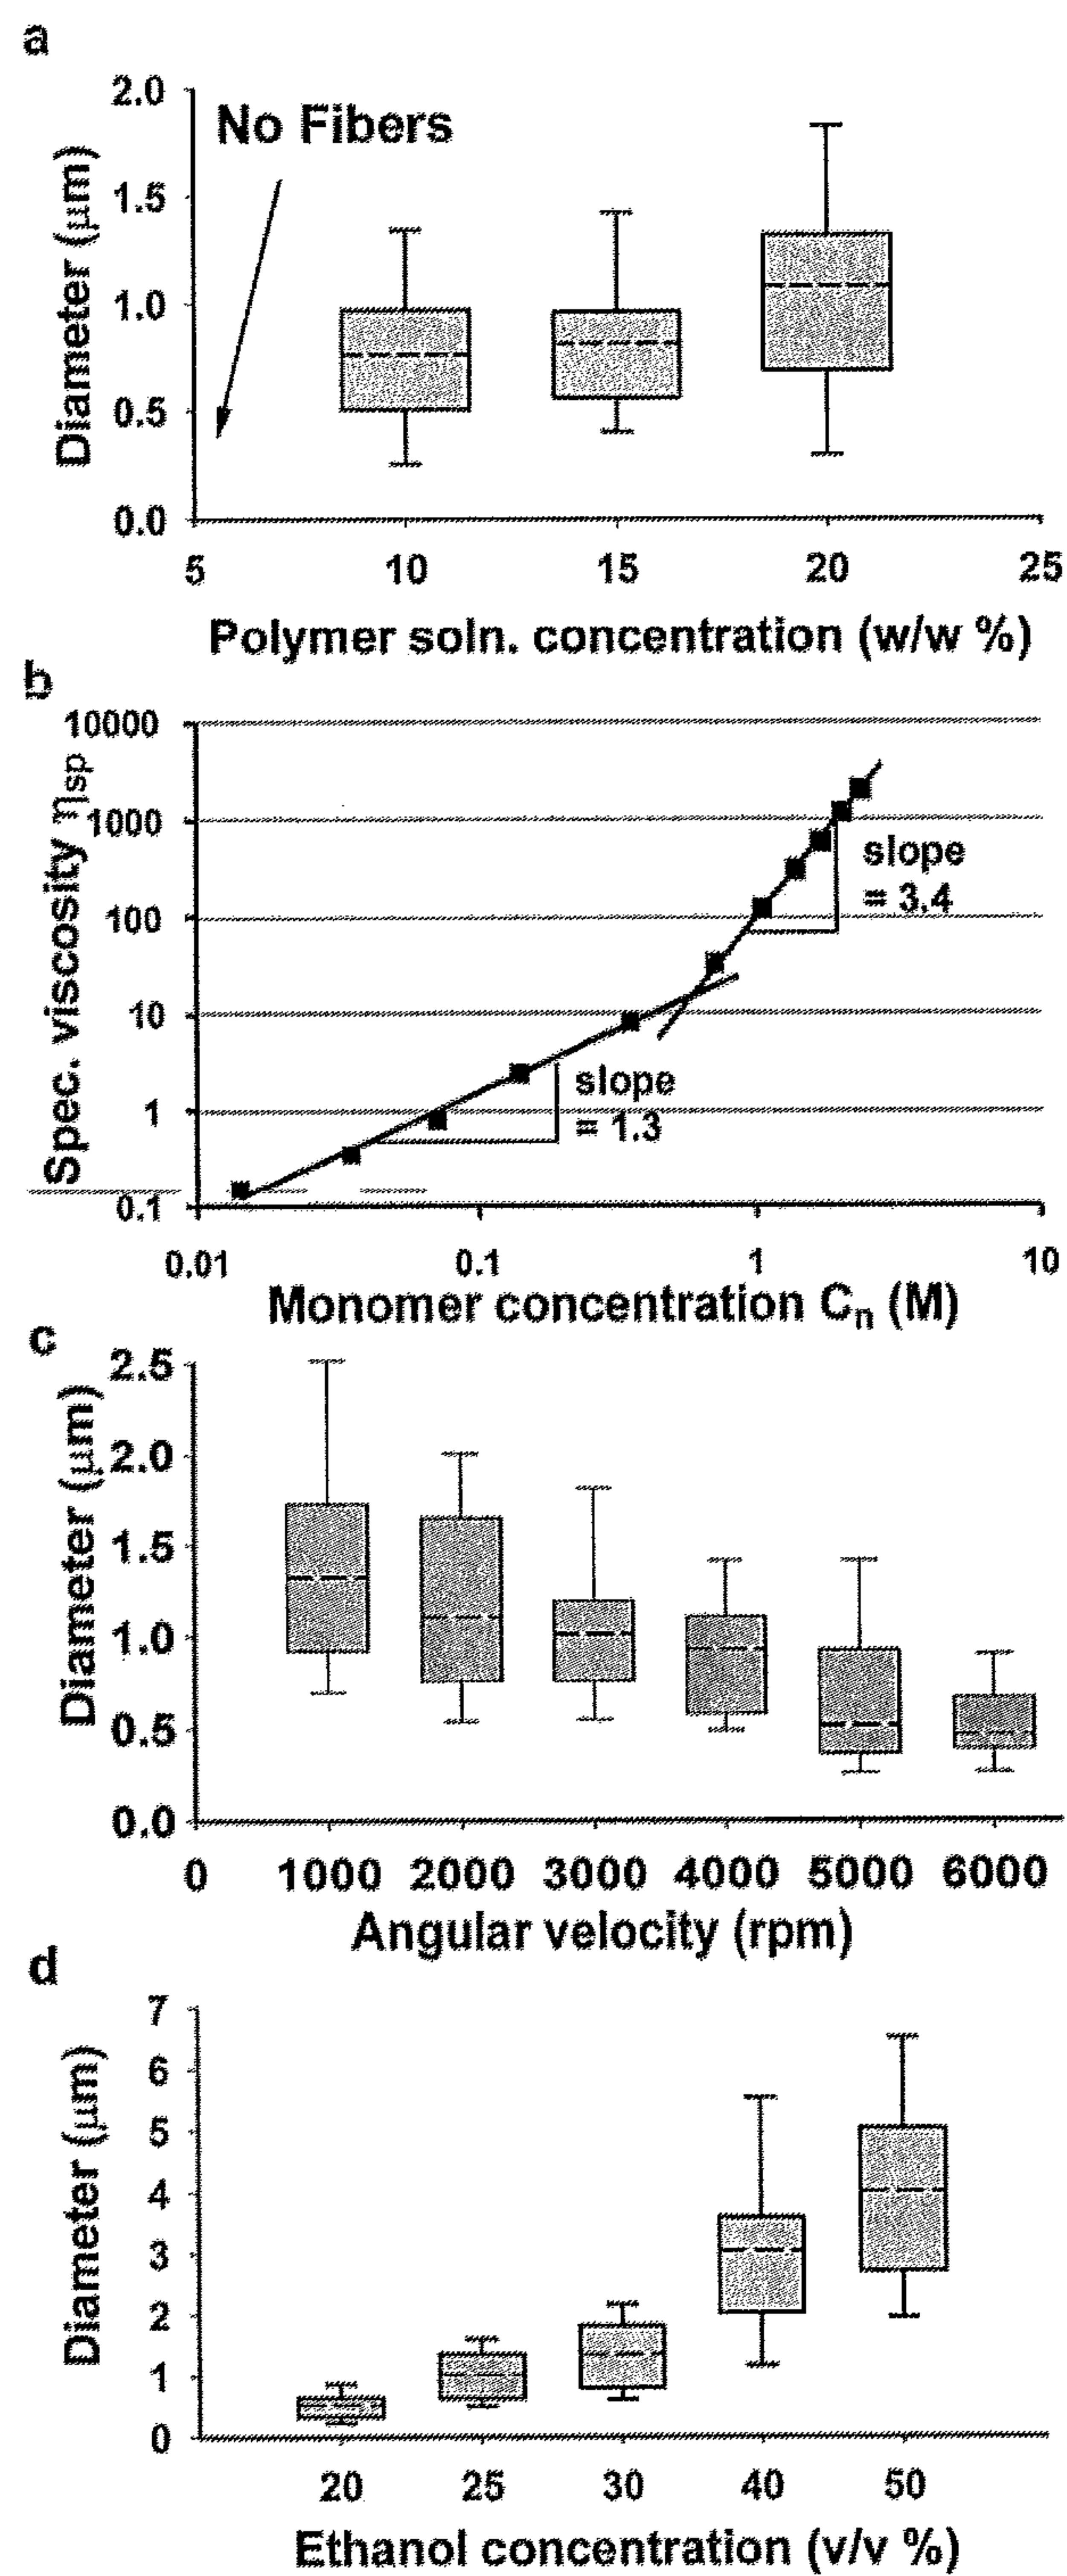 a
2.0
No Fibers
1.5
1.0
0.5
0.0
Diameter (μm)
5 10 15 20 25
Polymer soln. concentration (w/w %)
b
10000
1000
100
10
1
0.1
Spec. viscosity ηsp
slope
= 3.4
slope
= 1.3
0.01 0.1 1 10
Monomer concentration Cn (M)
c
2.5
2.0
1.5
1.0
0.5
0.0
Diameter (μm)
0 1000 2000 3000 4000 5000 6000
Angular velocity (rpm)
d
7
6
5
4
3
2
1
0
Diameter (μm)
20 25 30 40 50
Ethanol concentration (v/v %)